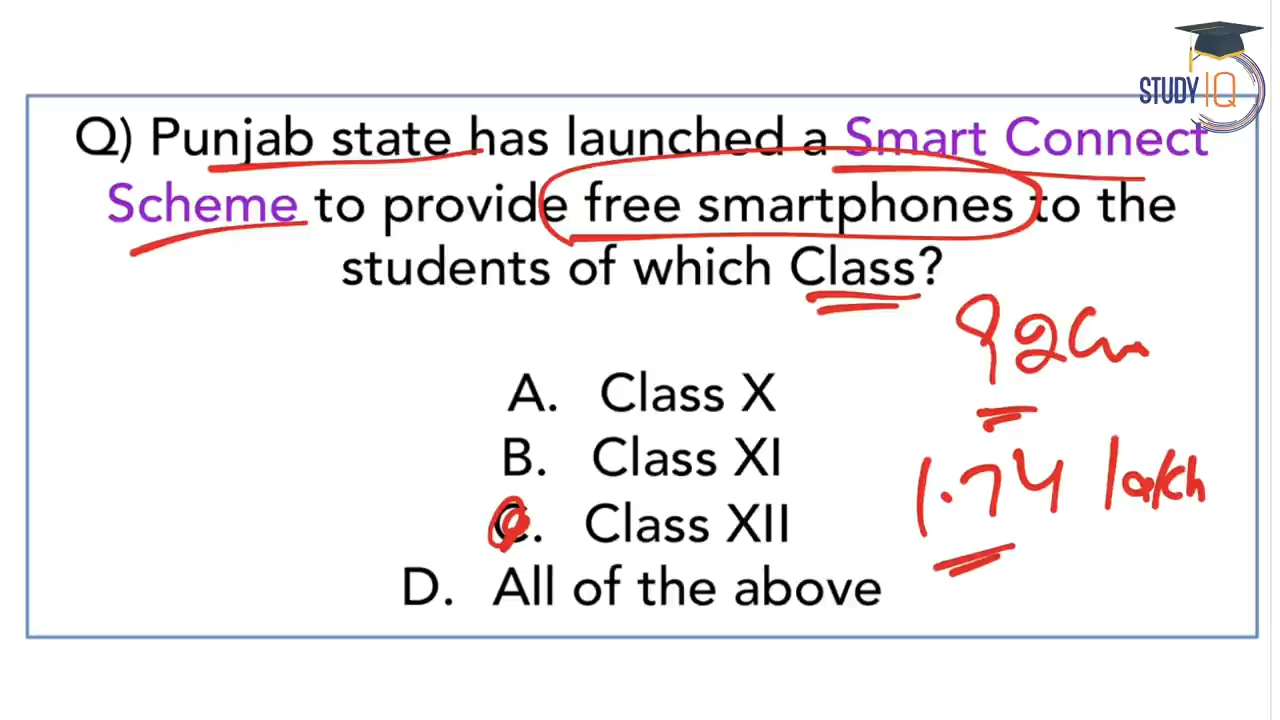 STUDY IQ
Q) Punjab state has launched a Smart Connect
Scheme to provide free smartphones to the
students of which Class?
92Cr
A. Class X
B. Class XI
1.74 lakh
C. Class XII
D. All of the above